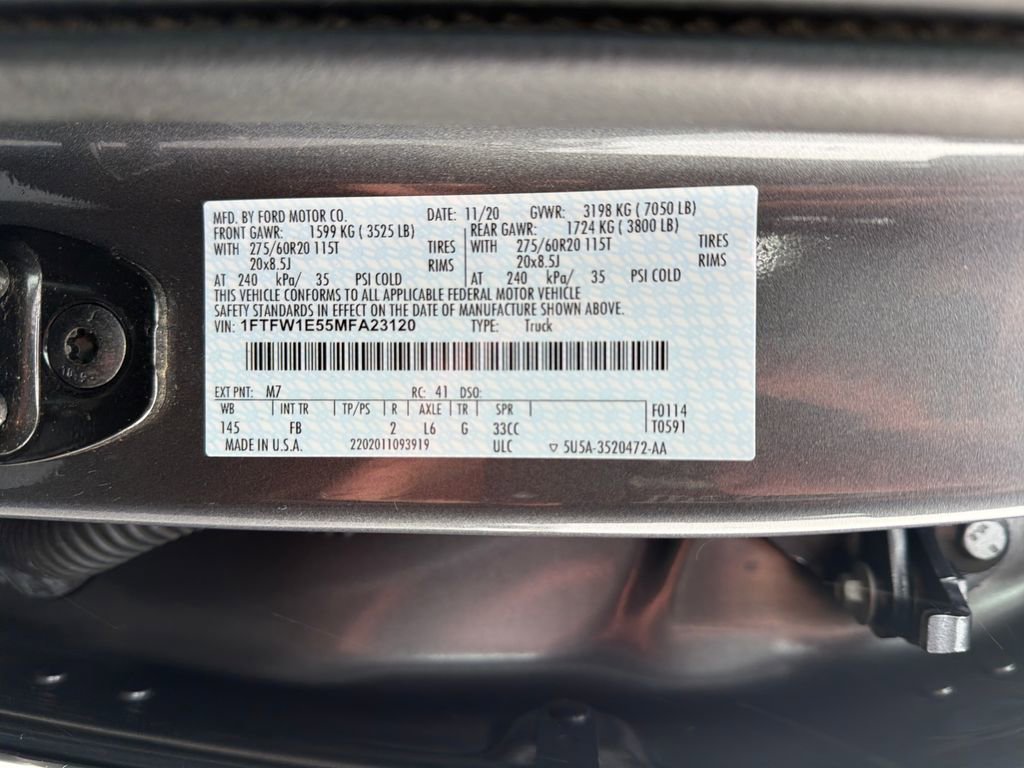 MFD. BY FORD MOTOR CO. DATE: 11/20 GVWR: 3198 KG ( 7050 LB)
FRONT GAWR: 1599 KG ( 3525 LB) REAR GAWR: 1724 KG ( 3800 LB)
WITH 275/60R20 115T TIRES WITH 275/60R20 115T TIRES
20x8.5J RIMS 20x8.5J RIMS
AT 240 kPa/ 35 PSI COLD AT 240 kPa/ 35 PSI COLD
THIS VEHICLE CONFORMS TO ALL APPLICABLE FEDERAL MOTOR VEHICLE
SAFETY STANDARDS IN EFFECT ON THE DATE OF MANUFACTURE SHOWN ABOVE.
VIN: 1FTFW1E55MFA23120 TYPE: Truck
EXT PNT: M7 RC: 41 DSO:
WB INT TR TP/PS R AXLE TR SPR F0114
145 FB 2 L6 G 33CC T0591
MADE IN U.S.A. 2202011093919 ULC ▽ 5U5A-3520472-AA